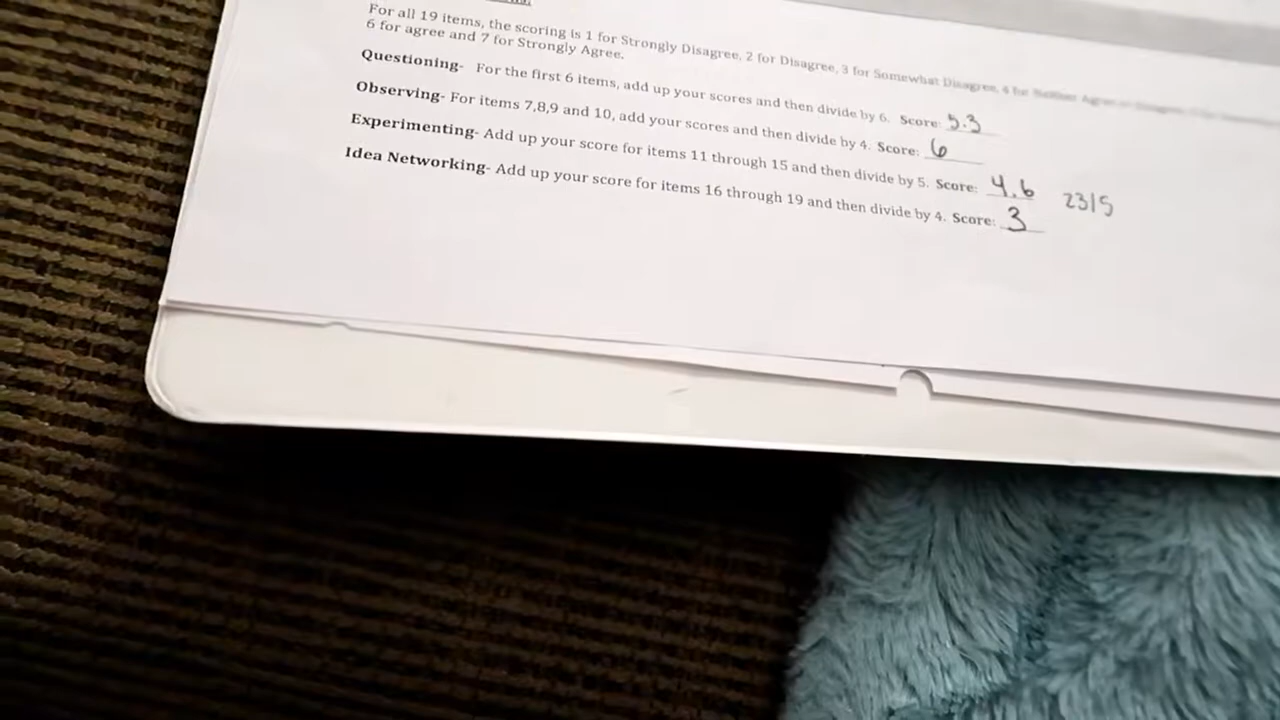 For all 19 items, the scoring is 1 for Strongly Disagree, 2 for Disagree, 3 for Somewhat Disagree, 4 for
6 for agree and 7 for Strongly Agree.
Questioning- For the first 6 items, add up your scores and then divide by 6. Score: 5.3
Observing- For items 7,8,9 and 10, add your scores and then divide by 4. Score: 6
Experimenting- Add up your score for items 11 through 15 and then divide by 5. Score: 4.6 23/5
Idea Networking- Add up your score for items 16 through 19 and then divide by 4. Score: 3